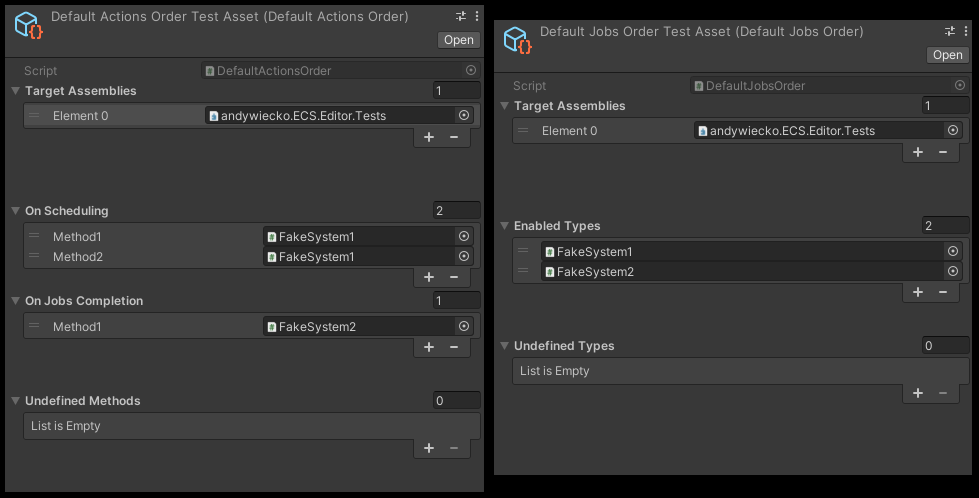 Default Actions Order Test Asset (Default Actions Order)
Open
Script DefaultActionsOrder
Target Assemblies 1
Element 0 andywiecko.ECS.Editor.Tests
+ −
On Scheduling 2
Method1 FakeSystem1
Method2 FakeSystem1
+ −
On Jobs Completion 1
Method1 FakeSystem2
+ −
Undefined Methods 0
List is Empty
+ −
Default Jobs Order Test Asset (Default Jobs Order)
Open
Script DefaultJobsOrder
Target Assemblies 1
Element 0 andywiecko.ECS.Editor.Tests
+ −
Enabled Types 2
FakeSystem1
FakeSystem2
+ −
Undefined Types 0
List is Empty
+ −